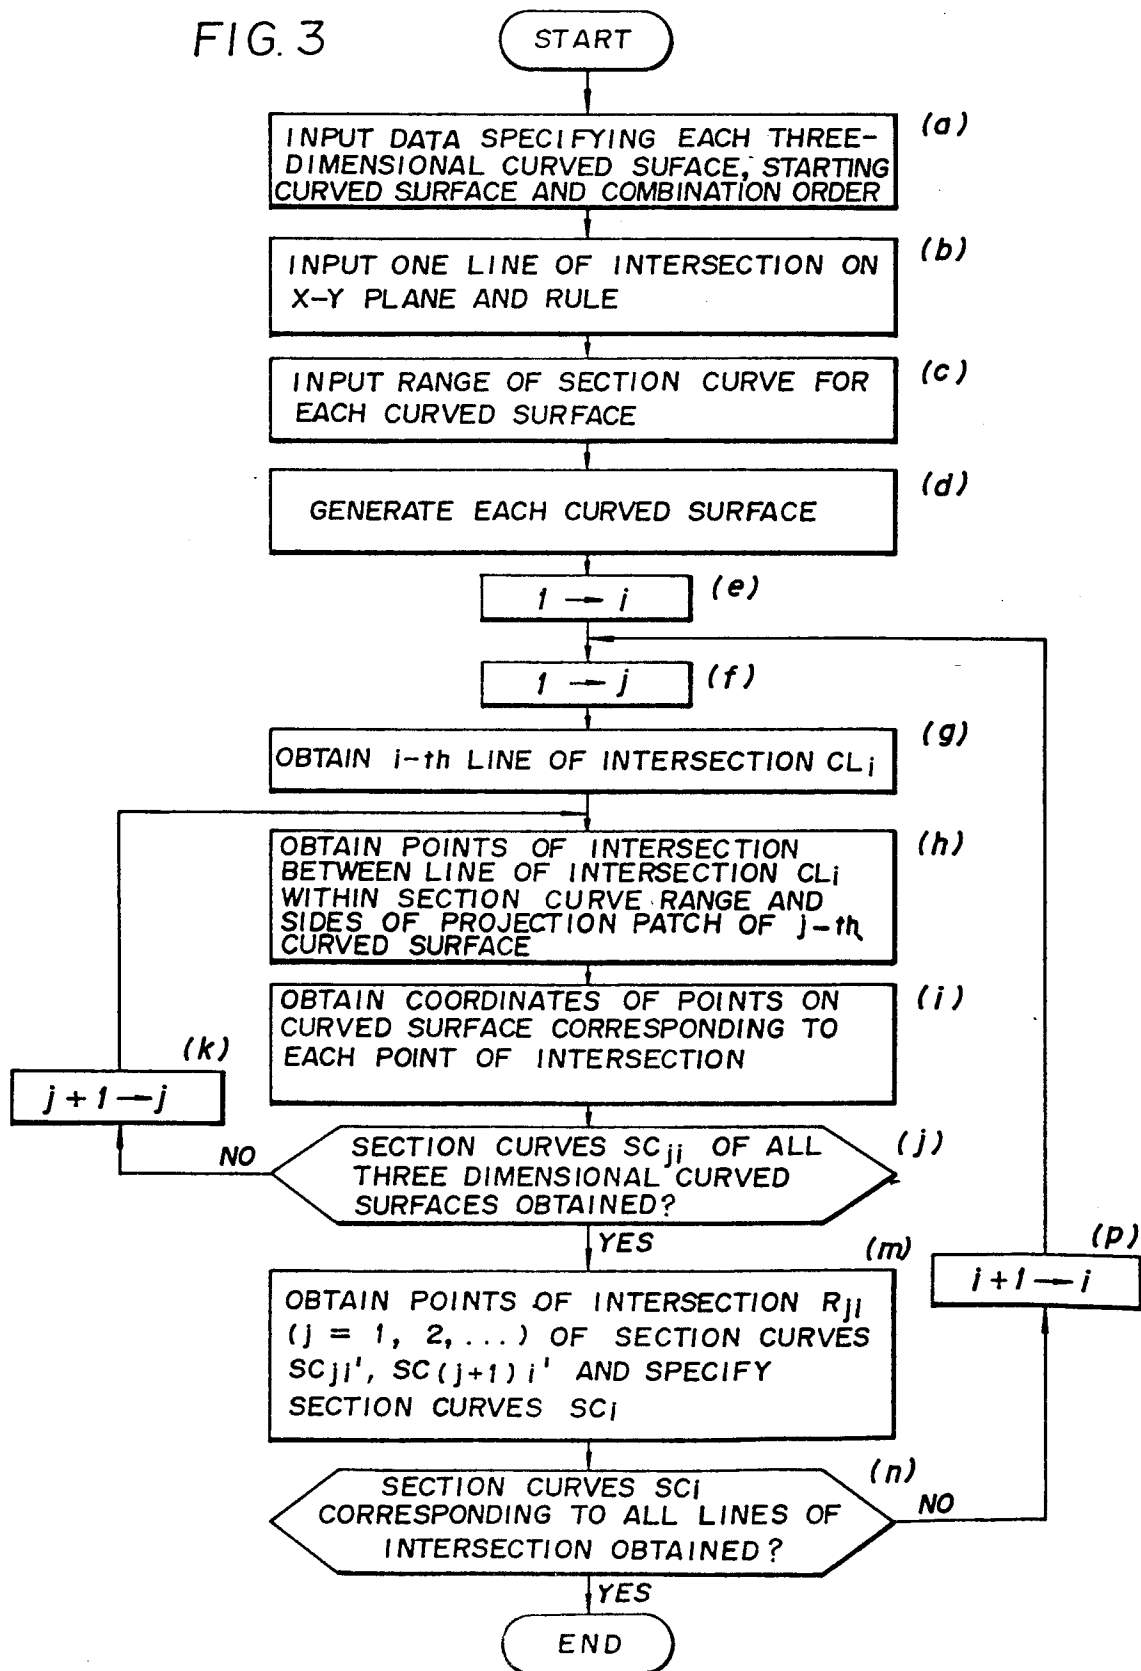 FIG. 3
START
(a)
INPUT DATA SPECIFYING EACH THREE-
DIMENSIONAL CURVED SUFACE, STARTING
CURVED SURFACE AND COMBINATION ORDER
(b)
INPUT ONE LINE OF INTERSECTION ON
X-Y PLANE AND RULE
(c)
INPUT RANGE OF SECTION CURVE FOR
EACH CURVED SURFACE
(d)
GENERATE EACH CURVED SURFACE
(e)
1 → i
(f)
1 → j
(g)
OBTAIN i-th LINE OF INTERSECTION CLi
(h)
OBTAIN POINTS OF INTERSECTION
BETWEEN LINE OF INTERSECTION CLi
WITHIN SECTION CURVE RANGE AND
SIDES OF PROJECTION PATCH OF j-th
CURVED SURFACE
(i)
OBTAIN COORDINATES OF POINTS ON
CURVED SURFACE CORRESPONDING TO
EACH POINT OF INTERSECTION
(k)
j + 1 → j
(j)
NO
SECTION CURVES SCji OF ALL
THREE DIMENSIONAL CURVED
SURFACES OBTAINED?
YES
(m)
OBTAIN POINTS OF INTERSECTION Rji
(j = 1, 2, ...) OF SECTION CURVES
SCji', SC(j+1)i' AND SPECIFY
SECTION CURVES SCi
(p)
i + 1 → i
(n)
SECTION CURVES SCi
CORRESPONDING TO ALL LINES OF
INTERSECTION OBTAINED?
NO
YES
END